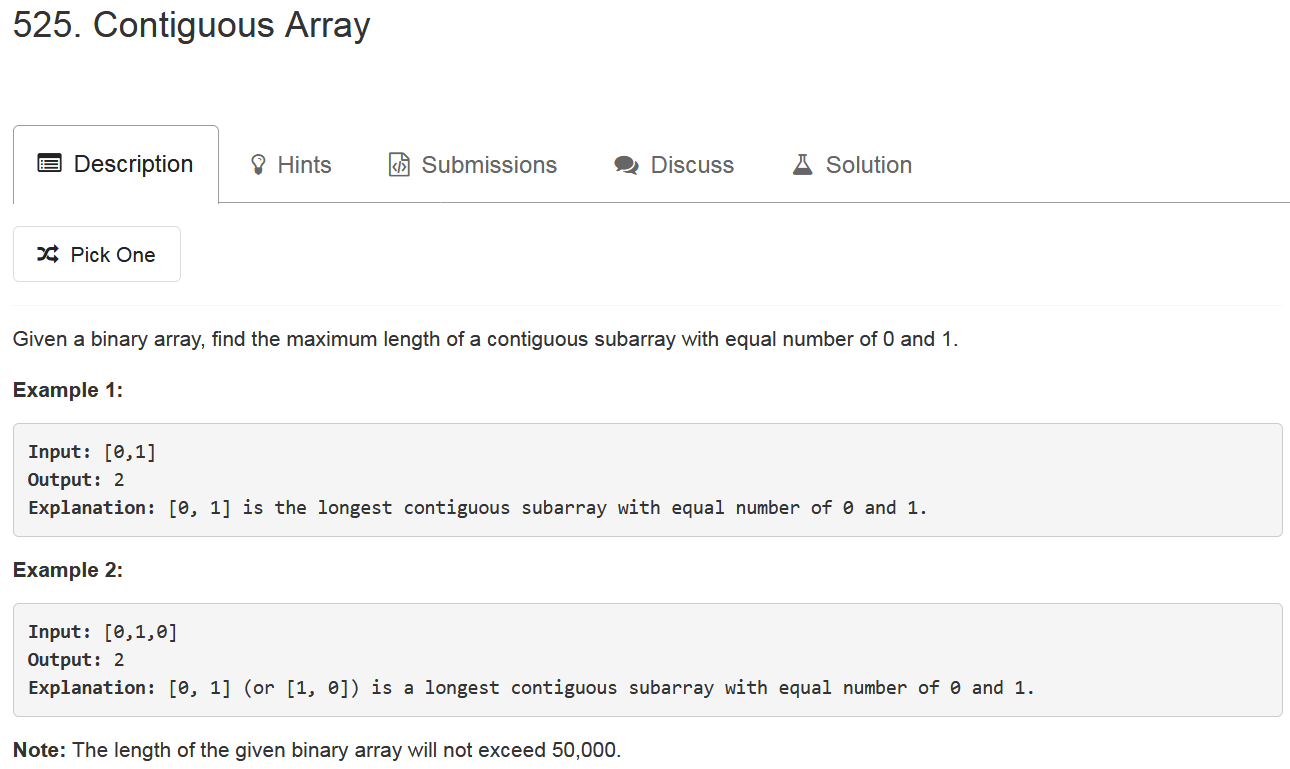 525. Contiguous Array
Description
Hints
Submissions
Discuss
Solution
Pick One
Given a binary array, find the maximum length of a contiguous subarray with equal number of 0 and 1.
Example 1:
Input: [0,1]
Output: 2
Explanation: [0, 1] is the longest contiguous subarray with equal number of 0 and 1.
Example 2:
Input: [0,1,0]
Output: 2
Explanation: [0, 1] (or [1, 0]) is a longest contiguous subarray with equal number of 0 and 1.
Note: The length of the given binary array will not exceed 50,000.